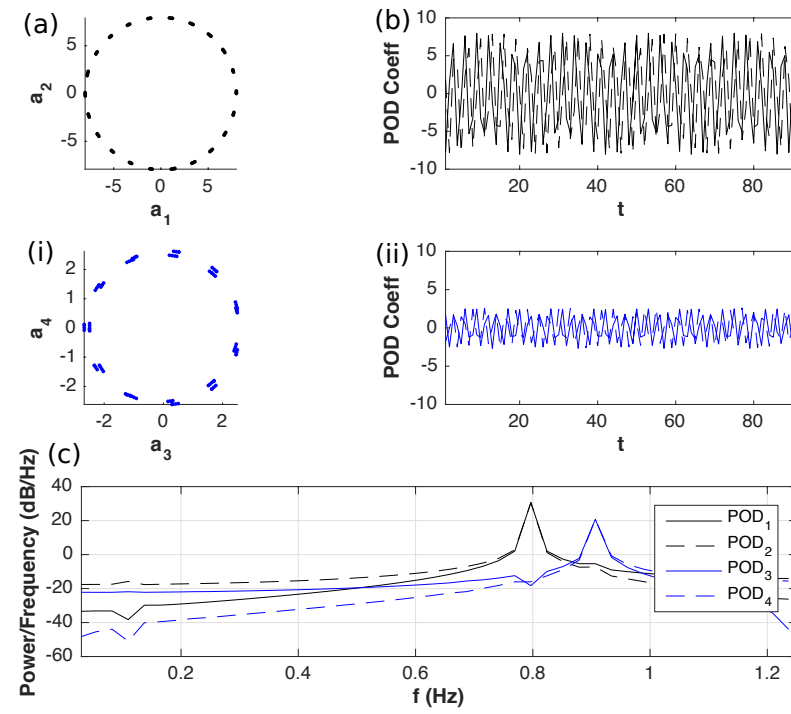 (a)
5
0
-5
a2
-5 0 5
a1
(b)
10
5
0
-5
-10
POD Coeff
20 40 60 80
t
(i)
2
1
0
-1
-2
a4
-2 0 2
a3
(ii)
10
5
0
-5
-10
POD Coeff
20 40 60 80
t
(c)
40
20
0
-20
-40
-60
Power/Frequency (dB/Hz)
0.2 0.4 0.6 0.8 1 1.2
f (Hz)
POD1
POD2
POD3
POD4